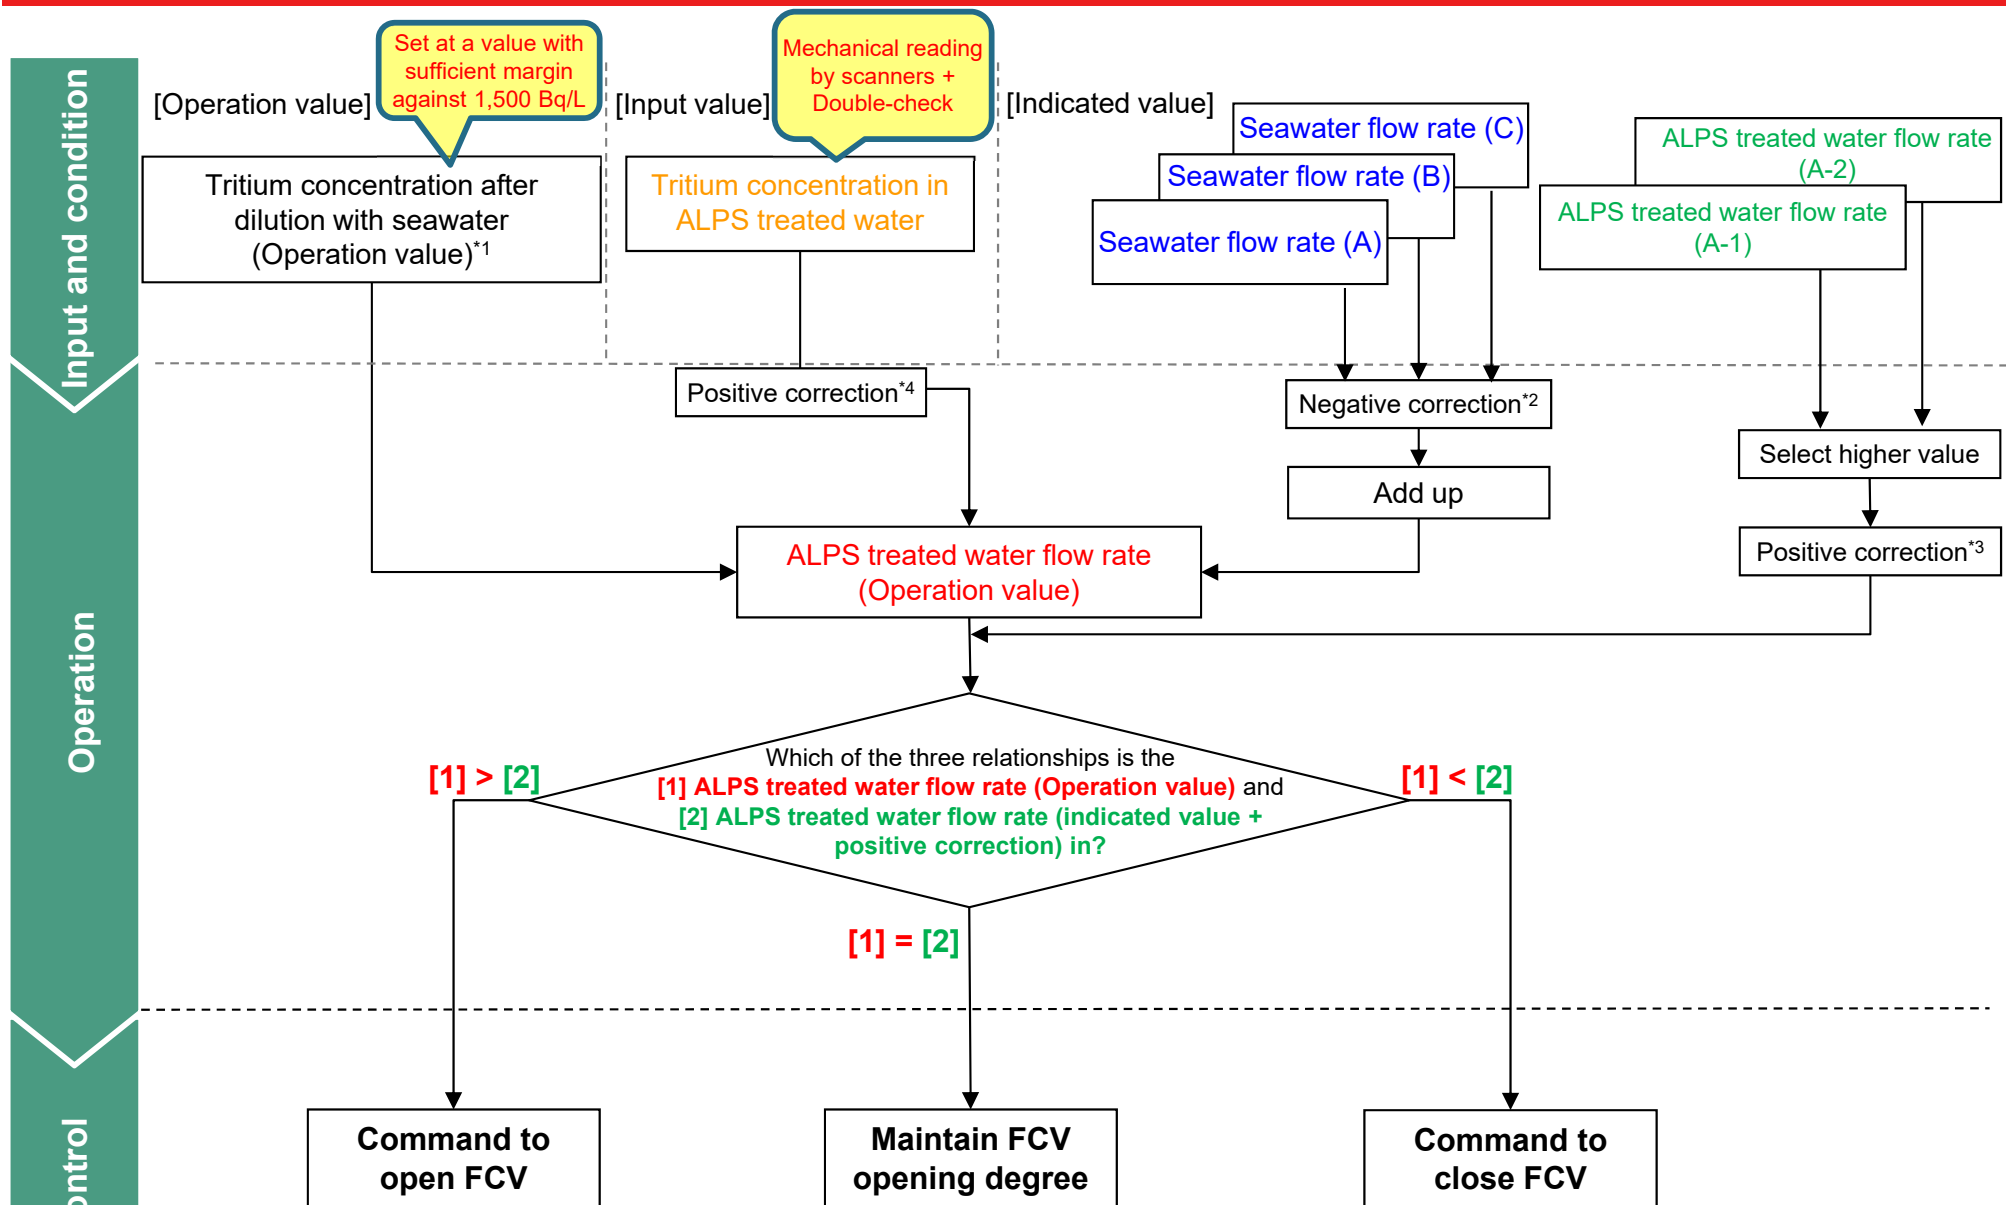 Input and condition
Set at a value with
sufficient margin
against 1,500 Bq/L
Mechanical reading
by scanners +
Double-check
[Operation value]
[Input value]
[Indicated value]
Tritium concentration after
dilution with seawater
(Operation value)*1
Tritium concentration in
ALPS treated water
Seawater flow rate (C)
Seawater flow rate (B)
Seawater flow rate (A)
ALPS treated water flow rate
(A-2)
ALPS treated water flow rate
(A-1)
Operation
Positive correction*4
Negative correction*2
Add up
Select higher value
Positive correction*3
ALPS treated water flow rate
(Operation value)
Which of the three relationships is the
[1] ALPS treated water flow rate (Operation value) and
[2] ALPS treated water flow rate (indicated value +
positive correction) in?
[1] > [2]
[1] < [2]
[1] = [2]
ontrol
Command to
open FCV
Maintain FCV
opening degree
Command to
close FCV